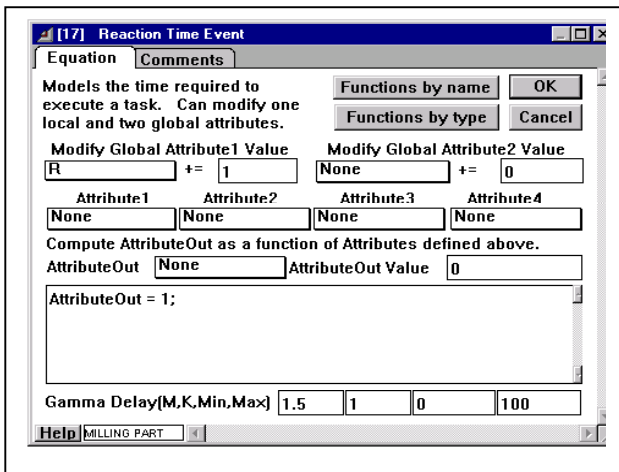 [17] Reaction Time Event
Equation Comments
Models the time required to
execute a task. Can modify one
local and two global attributes.
Functions by name OK
Functions by type Cancel
Modify Global Attribute1 Value Modify Global Attribute2 Value
R += 1 None += 0
Attribute1 Attribute2 Attribute3 Attribute4
None None None None
Compute AttributeOut as a function of Attributes defined above.
AttributeOut None AttributeOut Value 0
AttributeOut = 1;
Gamma Delay(M,K,Min,Max) 1.5 1 0 100
Help MILLING PART